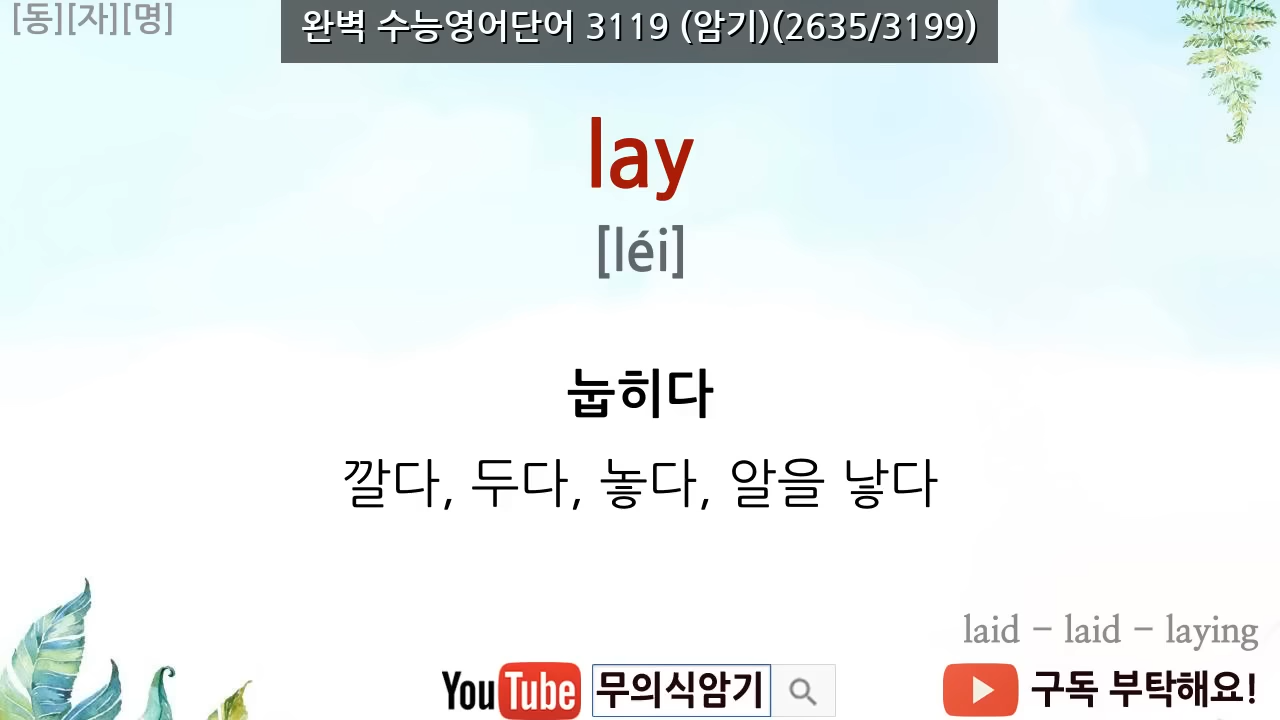 [동][자][명]
완벽 수능영어단어 3119 (암기)(2635/3199)
lay
[léi]
눕히다
깔다, 두다, 놓다, 알을 낳다
laid - laid - laying
YouTube 무의식암기
구독 부탁해요!